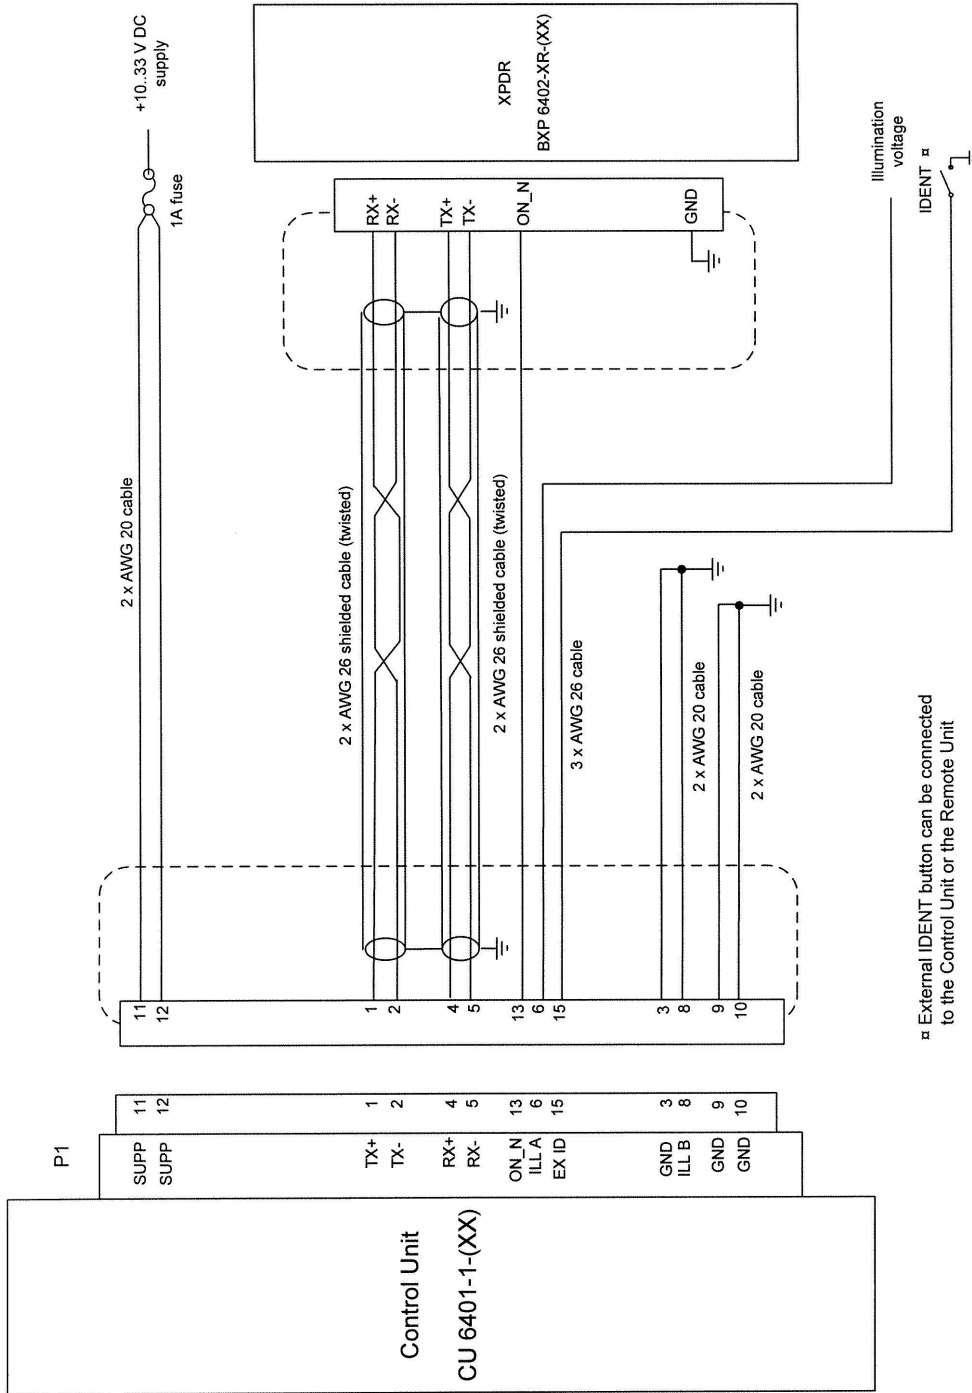 P1
Control Unit
CU 6401-1-(XX)
SUPP 11
SUPP 12
TX+ 1
TX- 2
RX+ 4
RX- 5
ON_N 13
ILL A 6
EX ID 15
GND 3
ILL B 8
GND 9
GND 10
11
12
1
2
4
5
13
6
15
3
8
9
10
2 x AWG 20 cable
2 x AWG 26 shielded cable (twisted)
2 x AWG 26 shielded cable (twisted)
3 x AWG 26 cable
2 x AWG 20 cable
2 x AWG 20 cable
1A fuse
+10..33 V DC
supply
RX+
RX-
TX+
TX-
ON_N
GND
XPDR
BXP 6402-XR-(XX)
Illumination
voltage
IDENT ¤
¤ External IDENT button can be connected
to the Control Unit or the Remote Unit